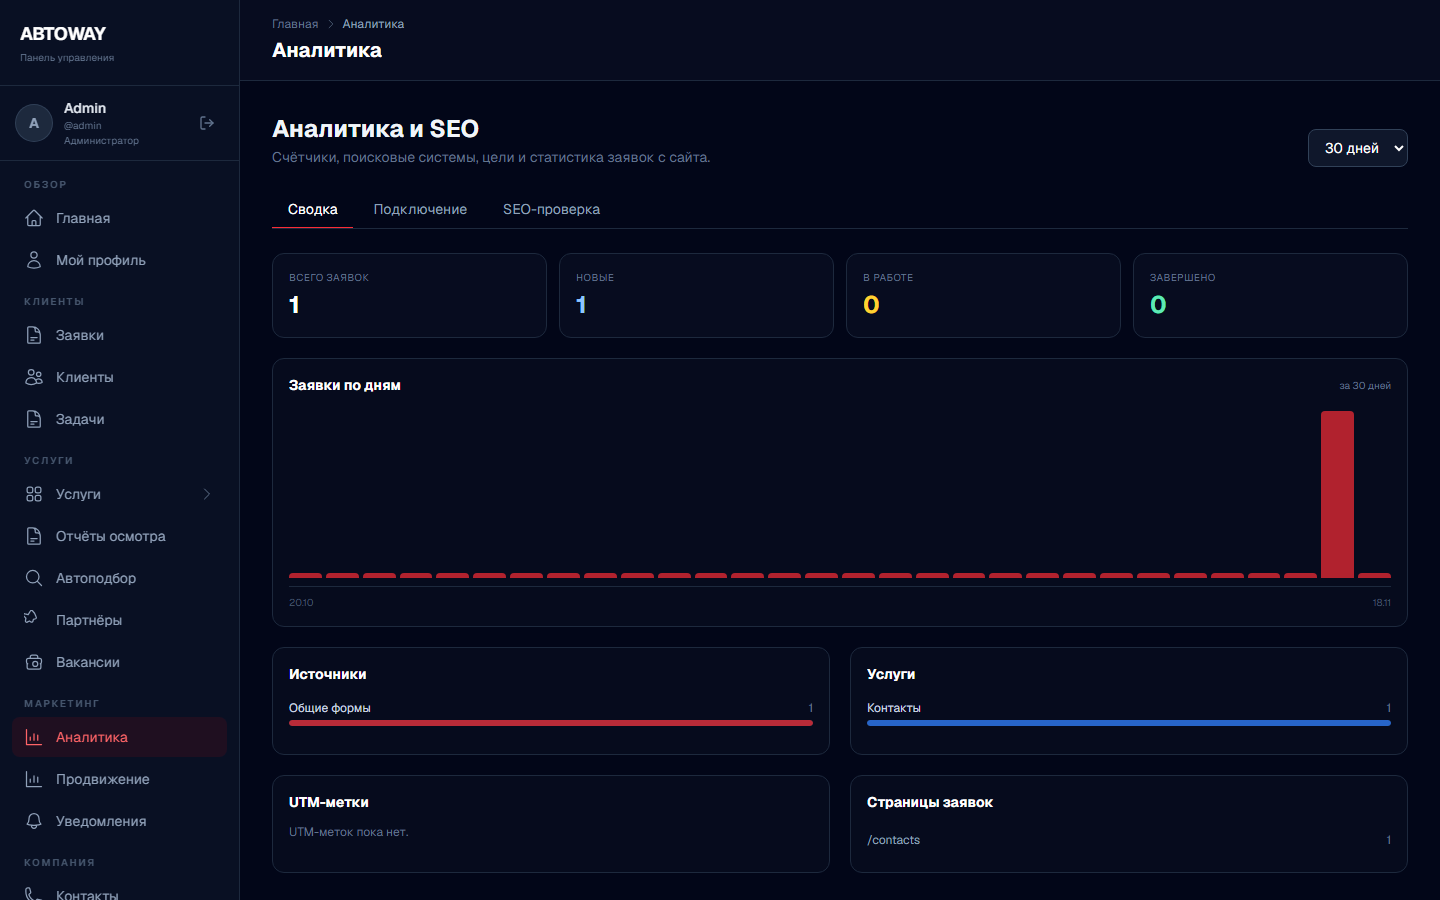 АВТОWAY
Панель управления
A
Admin
@admin
Администратор
ОБЗОР
Главная
Мой профиль
КЛИЕНТЫ
Заявки
Клиенты
Задачи
УСЛУГИ
Услуги
Отчёты осмотра
Автоподбор
Партнёры
Вакансии
МАРКЕТИНГ
Аналитика
Продвижение
Уведомления
КОМПАНИЯ
Контакты
Главная Аналитика
Аналитика
Аналитика и SEO
Счётчики, поисковые системы, цели и статистика заявок с сайта.
30 дней
Сводка Подключение SEO-проверка
ВСЕГО ЗАЯВОК
1
НОВЫЕ
1
В РАБОТЕ
0
ЗАВЕРШЕНО
0
Заявки по дням
за 30 дней
20.10
18.11
Источники
Общие формы 1
Услуги
Контакты 1
UTM-метки
UTM-меток пока нет.
Страницы заявок
/contacts 1